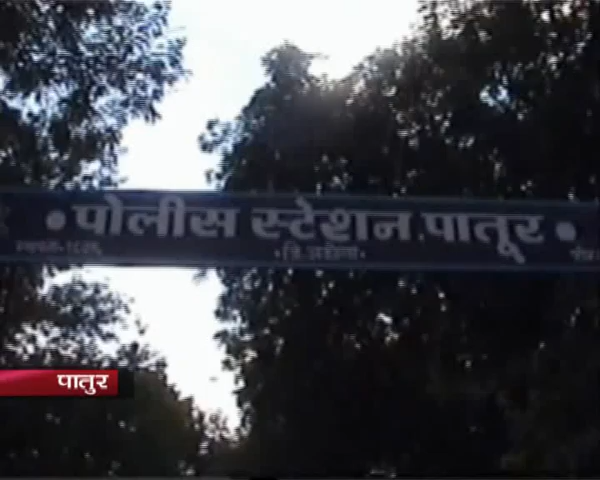 • पोलीस स्टेशन पातूर •
पातुर